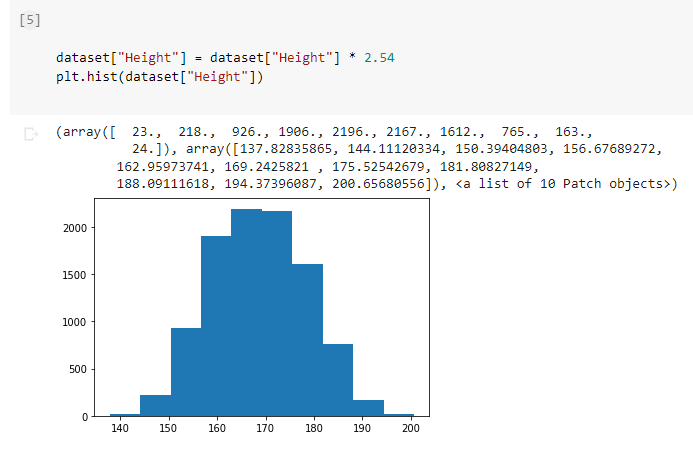 [5]
dataset["Height"] = dataset["Height"] * 2.54
plt.hist(dataset["Height"])
(array([  23.,  218.,  926., 1906., 2196., 2167., 1612.,  765.,  163.,
24.]), array([137.82835865, 144.11120334, 150.39404803, 156.67689272,
162.95973741, 169.2425821 , 175.52542679, 181.80827149,
188.09111618, 194.37396087, 200.65680556]), <a list of 10 Patch objects>)
2000
1500
1000
500
0
140 150 160 170 180 190 200